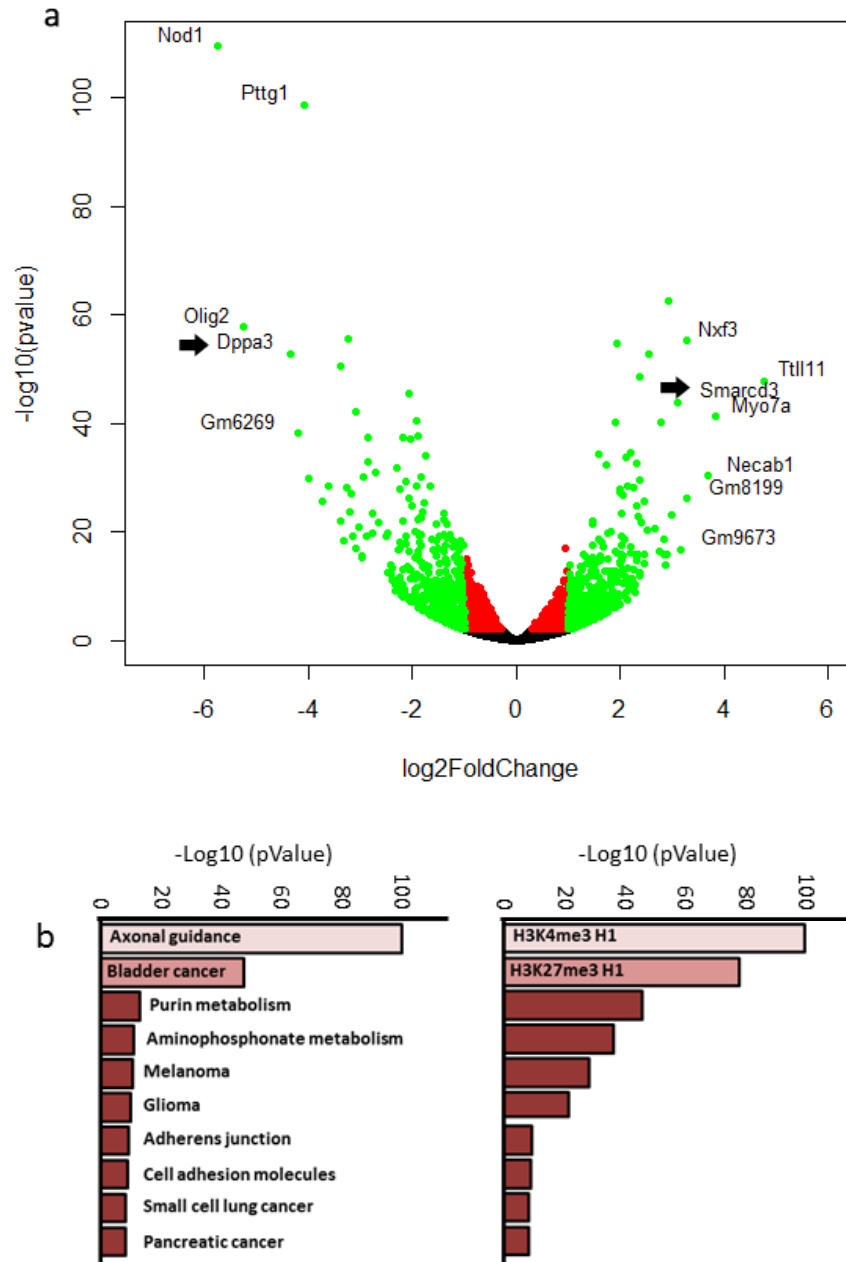 a
Nod1
Pttg1
Olig2
Dppa3
Gm6269
Nxf3
Ttll11
Smarcd3
Myo7a
Necab1
Gm8199
Gm9673
-log10(pvalue)
0 20 40 60 80 100
-6 -4 -2 0 2 4 6
log2FoldChange
b
-Log10 (pValue)
0 20 40 60 80 100
Axonal guidance
Bladder cancer
Purin metabolism
Aminophosphonate metabolism
Melanoma
Glioma
Adherens junction
Cell adhesion molecules
Small cell lung cancer
Pancreatic cancer
-Log10 (pValue)
0 20 40 60 80 100
H3K4me3 H1
H3K27me3 H1